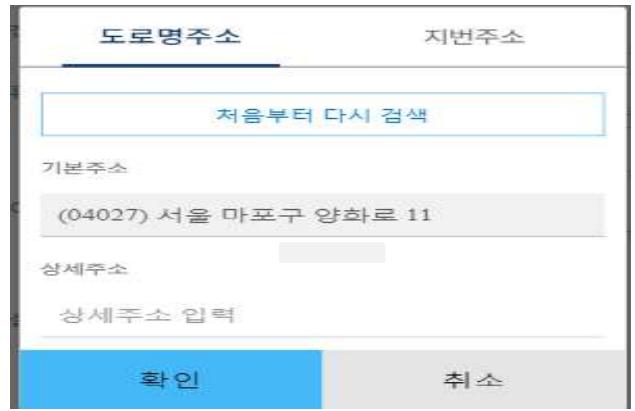 도로명주소 지번주소
처음부터 다시 검색
기본주소
(04027) 서울 마포구 양화로 11
상세주소
상세주소 입력
확인 취소